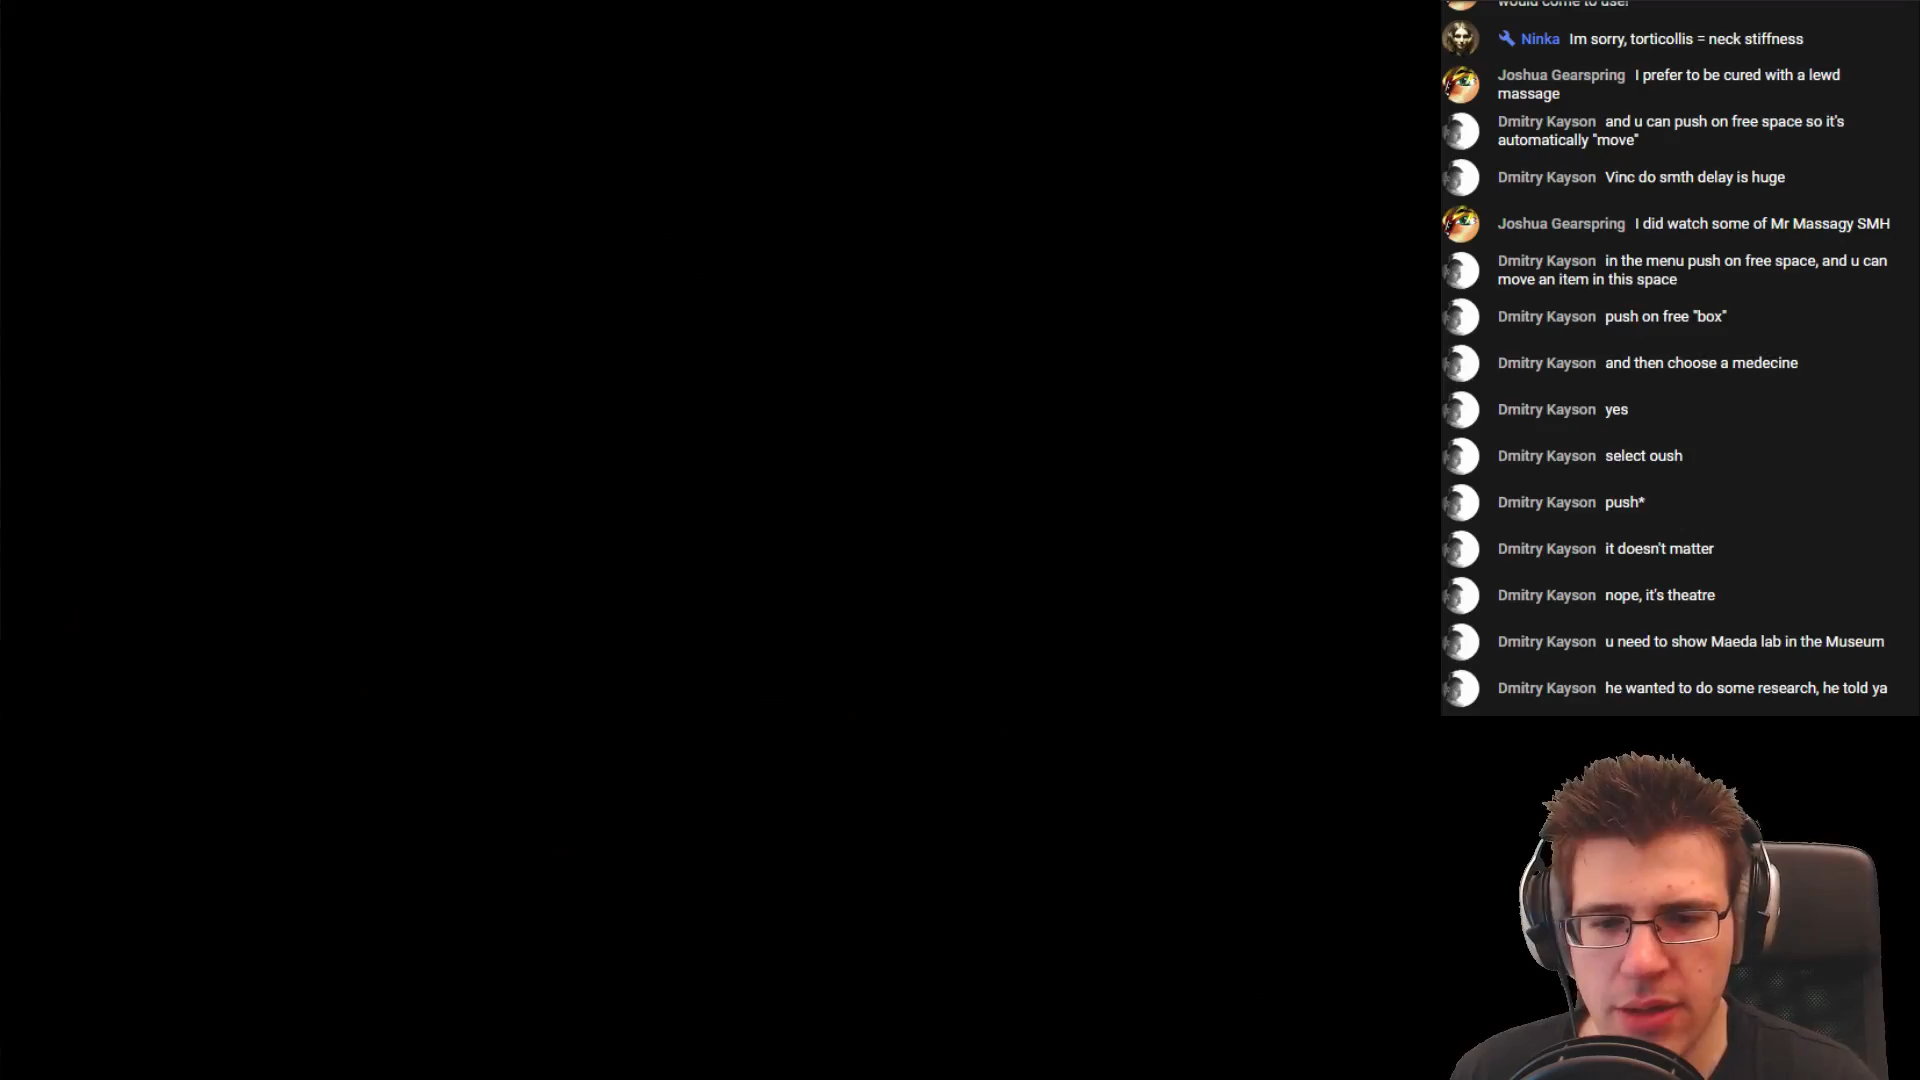 would come to use!
Ninka Im sorry, torticollis = neck stiffness
Joshua Gearspring I prefer to be cured with a lewd
massage
Dmitry Kayson and u can push on free space so it's
automatically "move"
Dmitry Kayson Vinc do smth delay is huge
Joshua Gearspring I did watch some of Mr Massagy SMH
Dmitry Kayson in the menu push on free space, and u can
move an item in this space
Dmitry Kayson push on free "box"
Dmitry Kayson and then choose a medecine
Dmitry Kayson yes
Dmitry Kayson select oush
Dmitry Kayson push*
Dmitry Kayson it doesn't matter
Dmitry Kayson nope, it's theatre
Dmitry Kayson u need to show Maeda lab in the Museum
Dmitry Kayson he wanted to do some research, he told ya